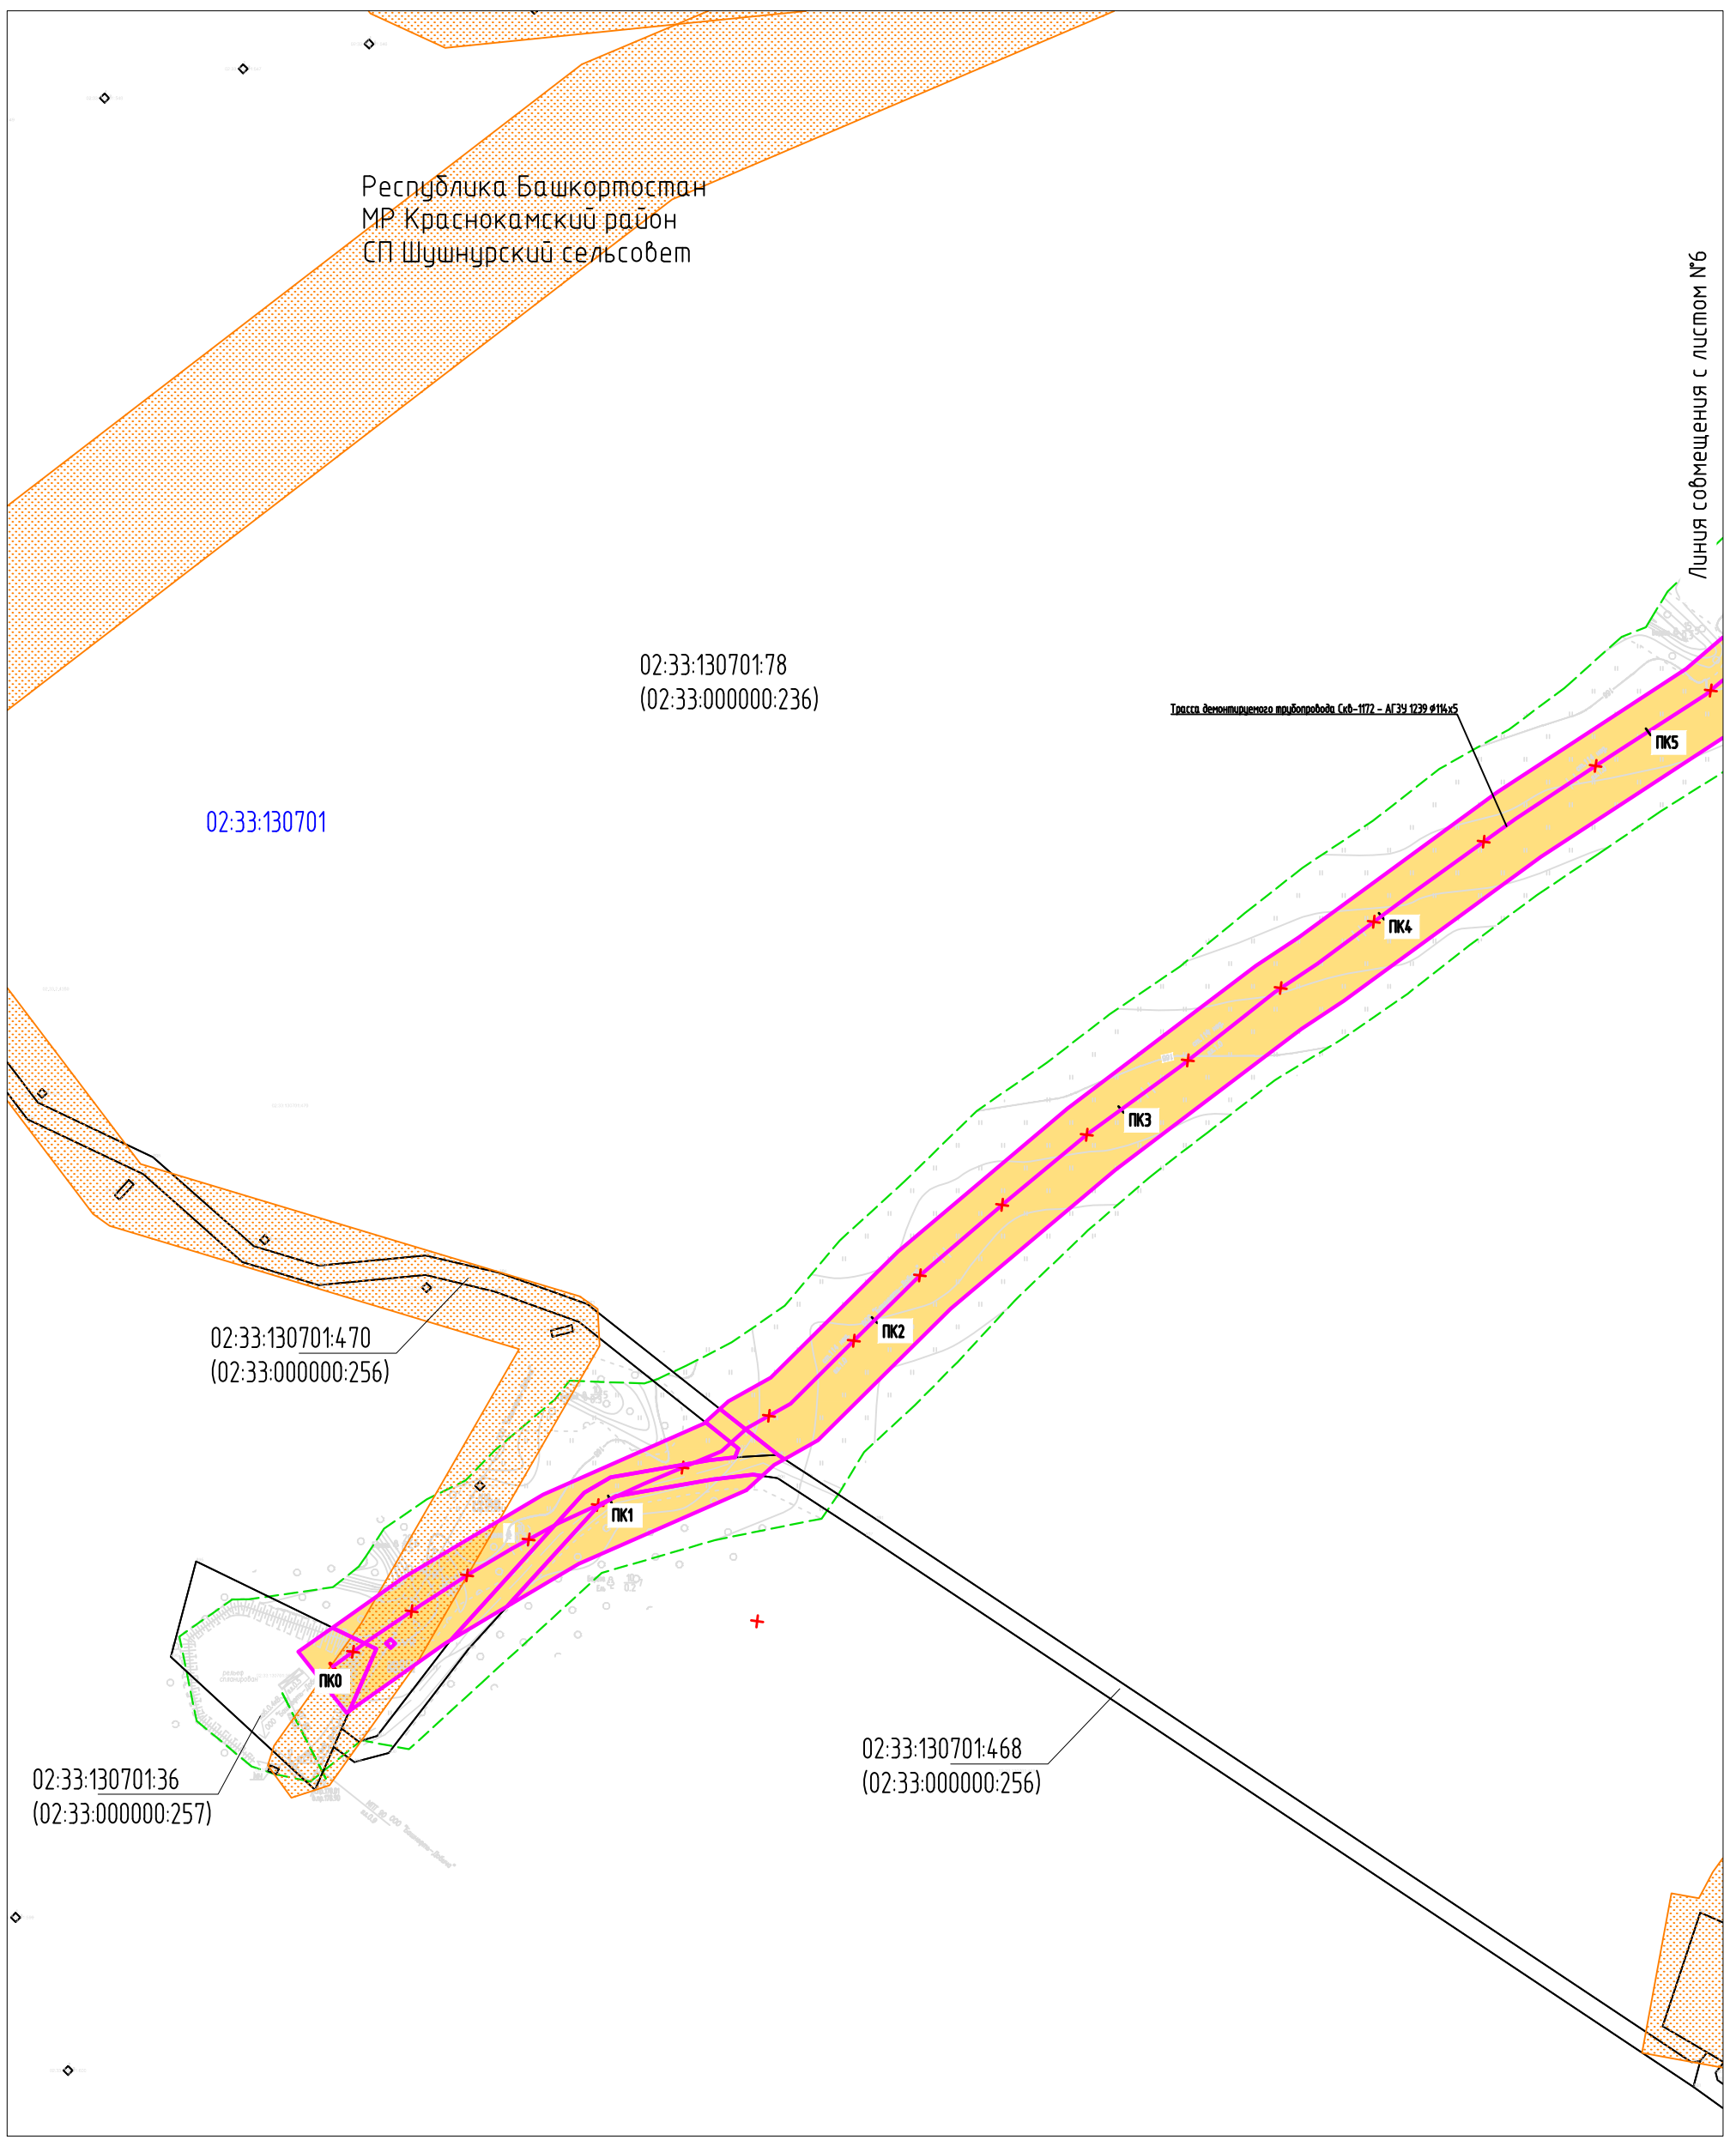 Республика Башкортостан
МР Краснокамский район
СП Шушнурский сельсовет
Линия совмещения с листом №6
02:33:130701:78
(02:33:000000:236)
Трасса демонтируемого трубопровода Скв-1172 - АГЗУ 1239 ⌀114х5
ПК5
02:33:130701
ПК4
ПК3
ПК2
02:33:130701:470
(02:33:000000:256)
ПК1
ПК0
02:33:130701:468
(02:33:000000:256)
02:33:130701:36
(02:33:000000:257)